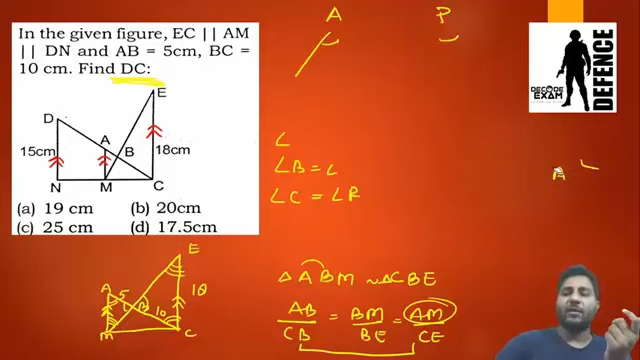 In the given figure, EC || AM
|| DN and AB = 5cm, BC =
10 cm. Find DC:
E
D
A
B
15cm
18cm
N
M
C
(a) 19 cm
(b) 20cm
(c) 25 cm
(d) 17.5cm
A
P
DECODE
EXAM
DEFENCE
∠
∠B = ∠
∠C = ∠R
A
E
A
5
B
10
18
M
C
△ABM ~ △CBE
AB/CB = BM/BE = AM/CE